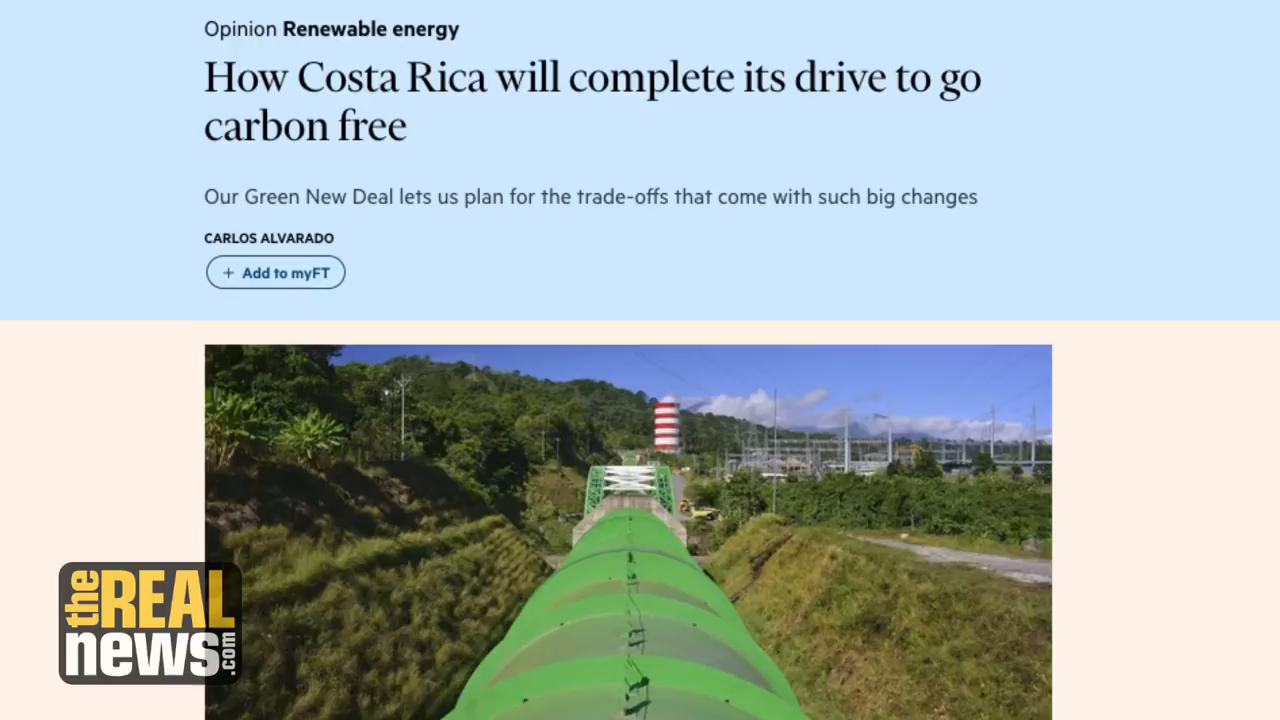 Opinion Renewable energy
How Costa Rica will complete its drive to go
carbon free
Our Green New Deal lets us plan for the trade-offs that come with such big changes
CARLOS ALVARADO
+ Add to myFT
the REAL
news.com